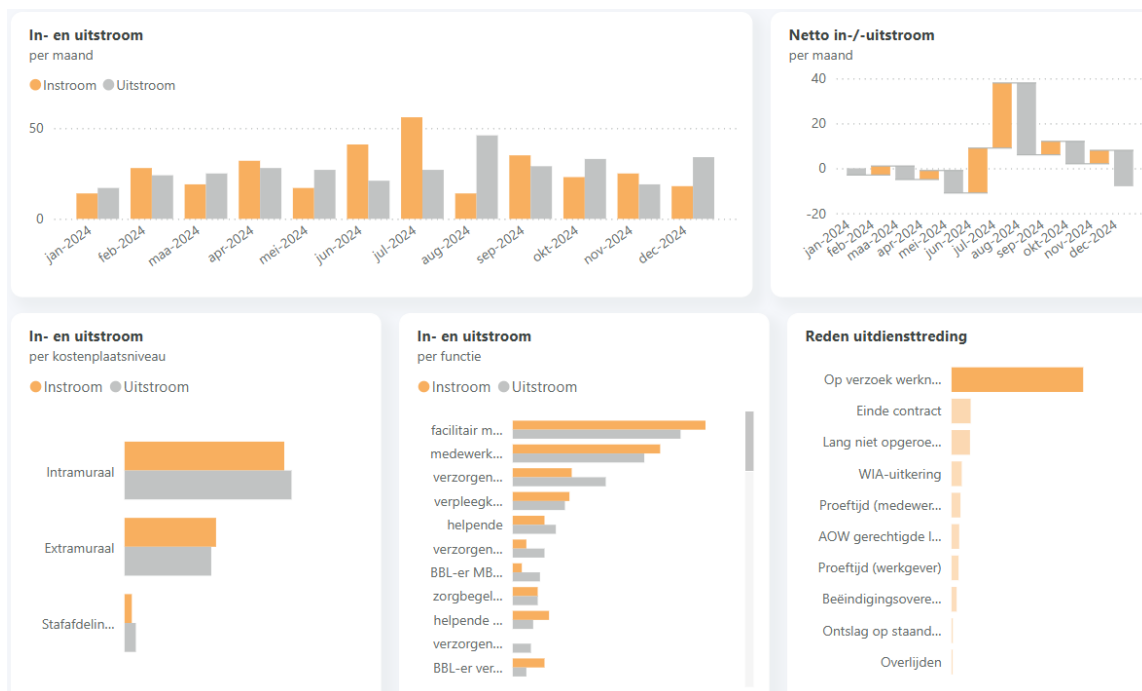 In- en uitstroom
per maand
Instroom Uitstroom
50
0
jan-2024
feb-2024
maa-2024
apr-2024
mei-2024
jun-2024
jul-2024
aug-2024
sep-2024
okt-2024
nov-2024
dec-2024
Netto in-/-uitstroom
per maand
40
20
0
-20
jan-2024
feb-2024
maa-2024
apr-2024
mei-2024
jun-2024
jul-2024
aug-2024
sep-2024
okt-2024
nov-2024
dec-2024
In- en uitstroom
per kostenplaatsniveau
Instroom Uitstroom
Intramuraal
Extramuraal
Stafafdelin...
In- en uitstroom
per functie
Instroom Uitstroom
facilitair m...
medewerk...
verzorgen...
verpleegk...
helpende
verzorgen...
BBL-er MB...
zorgbegel...
helpende ...
verzorgen...
BBL-er ver...
Reden uitdiensttreding
Op verzoek werkn...
Einde contract
Lang niet opgeroe...
WIA-uitkering
Proeftijd (medewer...
AOW gerechtigde l...
Proeftijd (werkgever)
Beëindigingsovere...
Ontslag op staand...
Overlijden